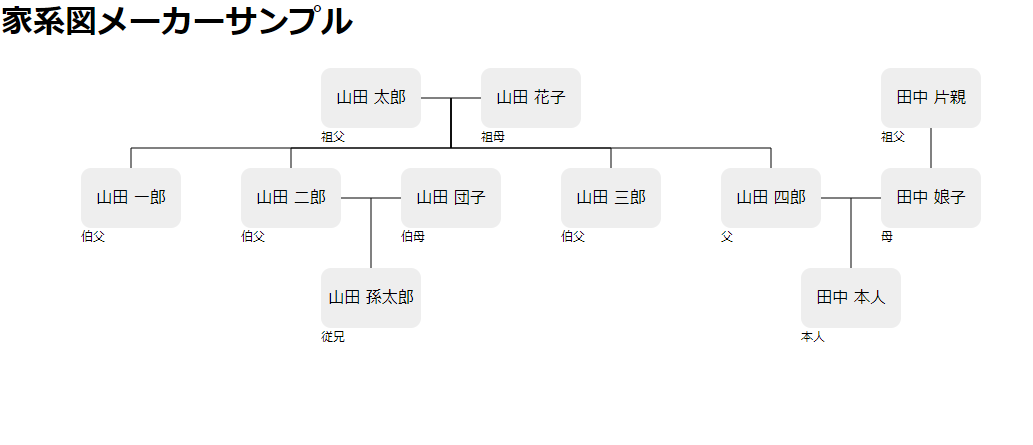 家系図メーカーサンプル
山田 太郎
山田 花子
田中 片親
祖父
祖母
祖父
山田 一郎
山田 二郎
山田 団子
山田 三郎
山田 四郎
田中 娘子
伯父
伯父
伯母
伯父
父
母
山田 孫太郎
田中 本人
従兄
本人